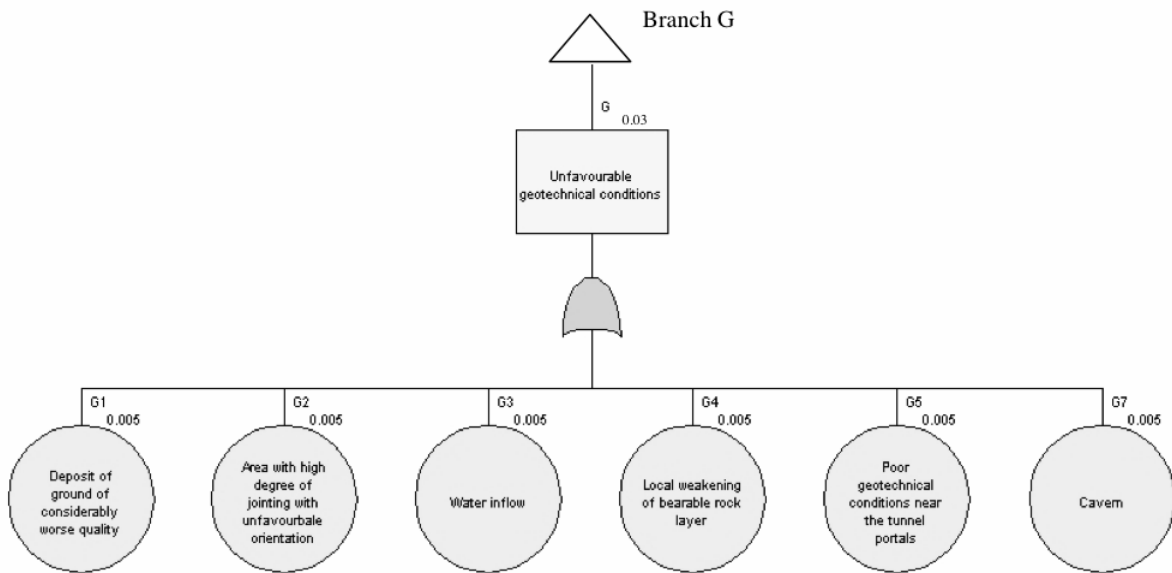 Branch G
G
0.03
Unfavourable
geotechnical conditions
G1
0.005
Deposit of
ground of
considerably
worse quality
G2
0.005
Area with high
degree of
jointing with
unfavourbale
orientation
G3
0.005
Water inflow
G4
0.005
Local weakening
of bearable rock
layer
G5
0.005
Poor
geotechnical
conditions near
the tunnel
portals
G7
0.005
Cavern